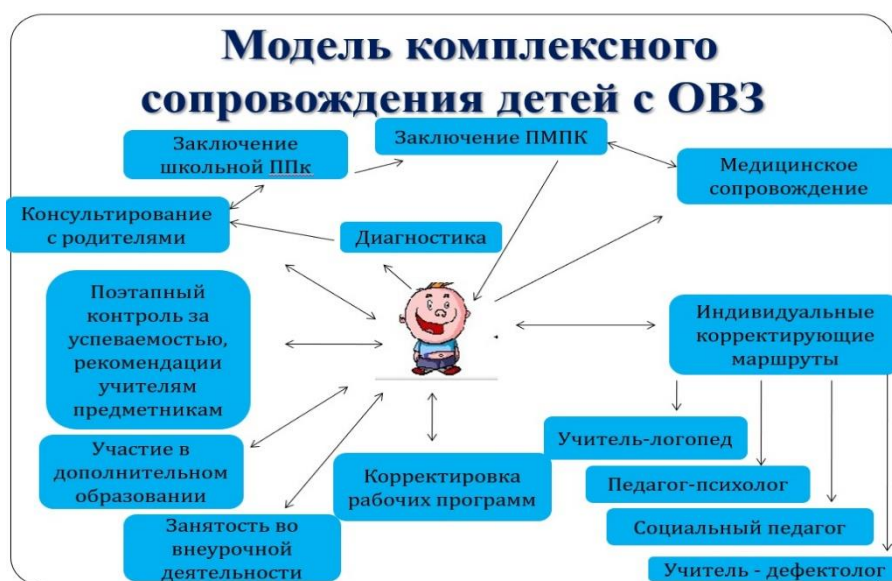 Модель комплексного
сопровождения детей с ОВЗ
Заключение
школьной ППк
Заключение ПМПК
Медицинское
сопровождение
Консультирование
с родителями
Диагностика
Поэтапный
контроль за
успеваемостью,
рекомендации
учителям
предметникам
Индивидуальные
корректирующие
маршруты
Участие в
дополнительном
образовании
Корректировка
рабочих программ
Занятость во
внеурочной
деятельности
Учитель-логопед
Педагог-психолог
Социальный педагог
Учитель - дефектолог